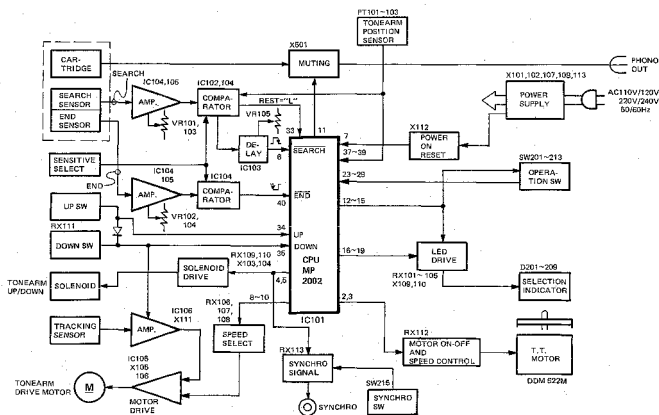 PT101~103
TONEARM
POSITION
SENSOR
X601
MUTING
PHONO
OUT
CAR-
TRIDGE
SEARCH
IC104,105
AMP.
IC102,104
COMPA-
RATOR
REST="L"
VR105
SEARCH
SENSOR
END
SENSOR
VR101,
103
DE-
LAY
IC103
33
11
7
6
SEARCH
37~39
X101,102,107,109,113
POWER
SUPPLY
AC110V/120V
220V/240V
50/60Hz
X112
POWER
ON
RESET
SW201~213
OPERA-
TION SW
SENSITIVE
SELECT
END
IC104
105
AMP.
IC104
COMPA-
RATOR
VR102,
104
40
END
23~29
12~15
UP SW
34
UP
RX111
DOWN SW
35
DOWN
CPU
MP
2002
IC101
16~19
LED
DRIVE
RX101~105
X109,110
D201~209
SELECTION
INDICATOR
TONEARM
UP/DOWN
SOLENOID
SOLENOID
DRIVE
RX109,110
X103,104
4,5
8~10
2,3
TRACKING
SENSOR
AMP.
IC106
X111
RX106,
107,
108
SPEED
SELECT
RX113
SYNCHRO
SIGNAL
SYNCHRO
SW215
SYNCHRO
SW
RX112
MOTOR ON-OFF
AND
SPEED CONTROL
T.T.
MOTOR
DDM 522M
TONEARM
DRIVE MOTOR
M
IC105
X105
106
MOTOR
DRIVE